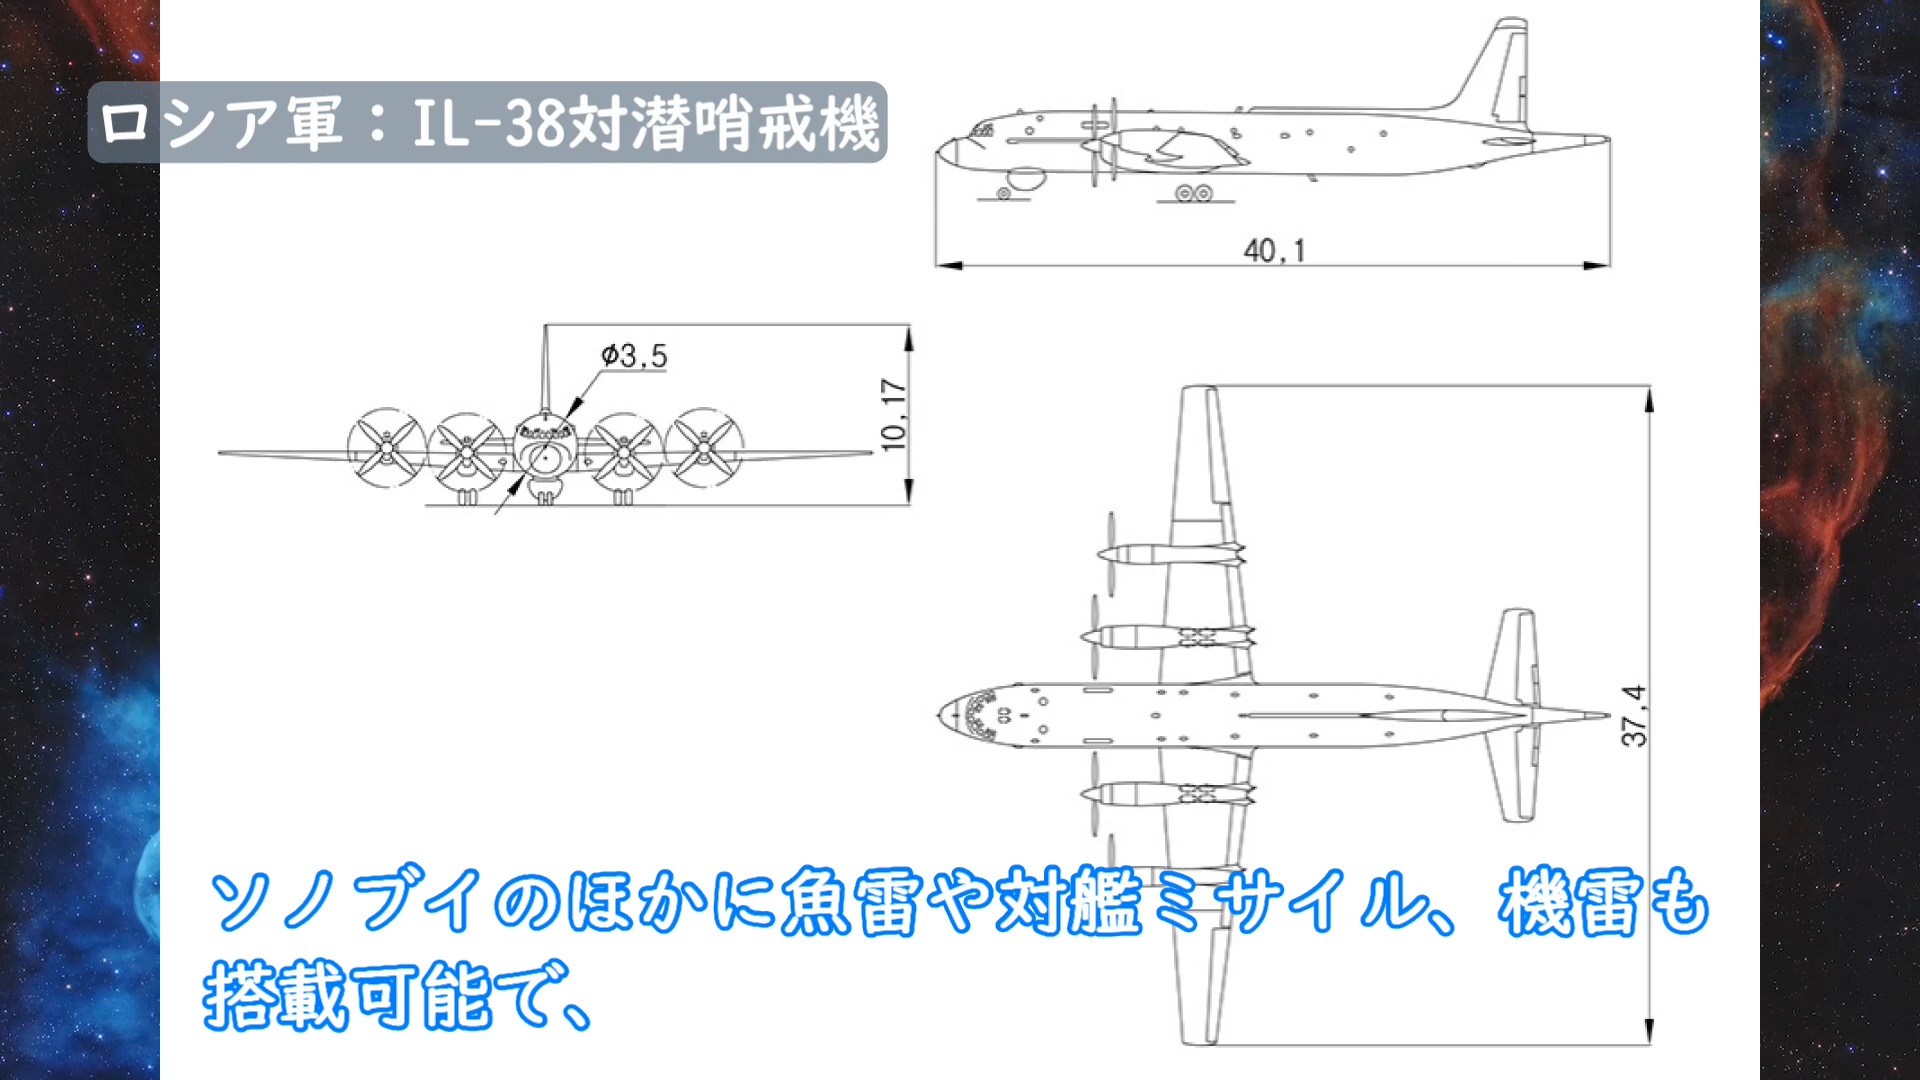 ロシア軍：IL-38対潜哨戒機
40,1
φ3,5
10,17
37,4
ソノブイのほかに魚雷や対艦ミサイル、機雷も
搭載可能で、